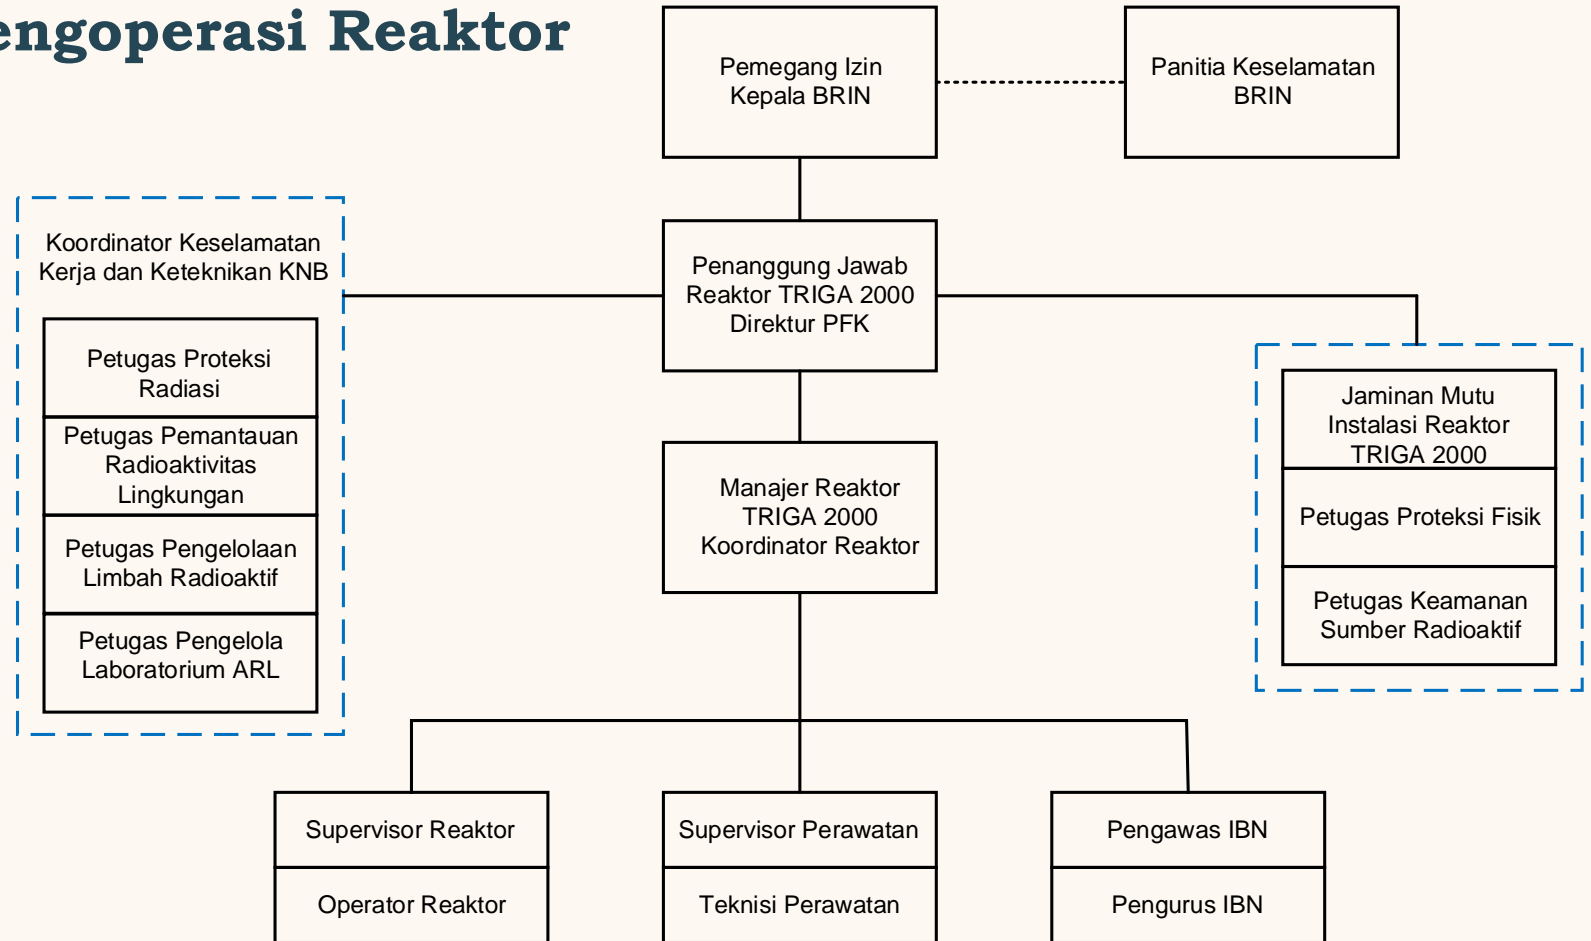 engoperasi Reaktor
Pemegang Izin
Kepala BRIN
Panitia Keselamatan
BRIN
Koordinator Keselamatan
Kerja dan Keteknikan KNB
Petugas Proteksi
Radiasi
Petugas Pemantauan
Radioaktivitas
Lingkungan
Petugas Pengelolaan
Limbah Radioaktif
Petugas Pengelola
Laboratorium ARL
Penanggung Jawab
Reaktor TRIGA 2000
Direktur PFK
Manajer Reaktor
TRIGA 2000
Koordinator Reaktor
Jaminan Mutu
Instalasi Reaktor
TRIGA 2000
Petugas Proteksi Fisik
Petugas Keamanan
Sumber Radioaktif
Supervisor Reaktor
Operator Reaktor
Supervisor Perawatan
Teknisi Perawatan
Pengawas IBN
Pengurus IBN